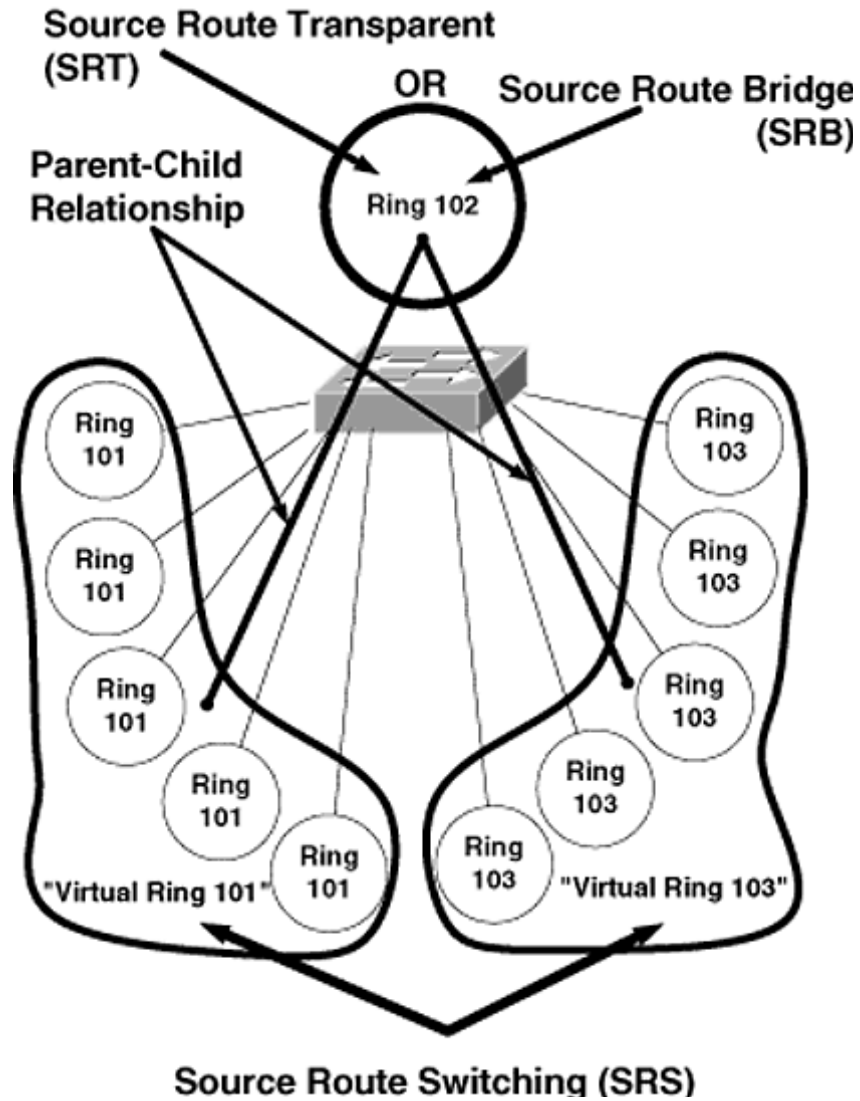 Source Route Transparent
(SRT)
OR
Source Route Bridge
(SRB)
Parent-Child
Relationship
Ring 102
Ring
101
Ring
101
Ring
101
Ring
101
Ring
101
"Virtual Ring 101"
Ring
103
Ring
103
Ring
103
Ring
103
Ring
103
"Virtual Ring 103"
Source Route Switching (SRS)